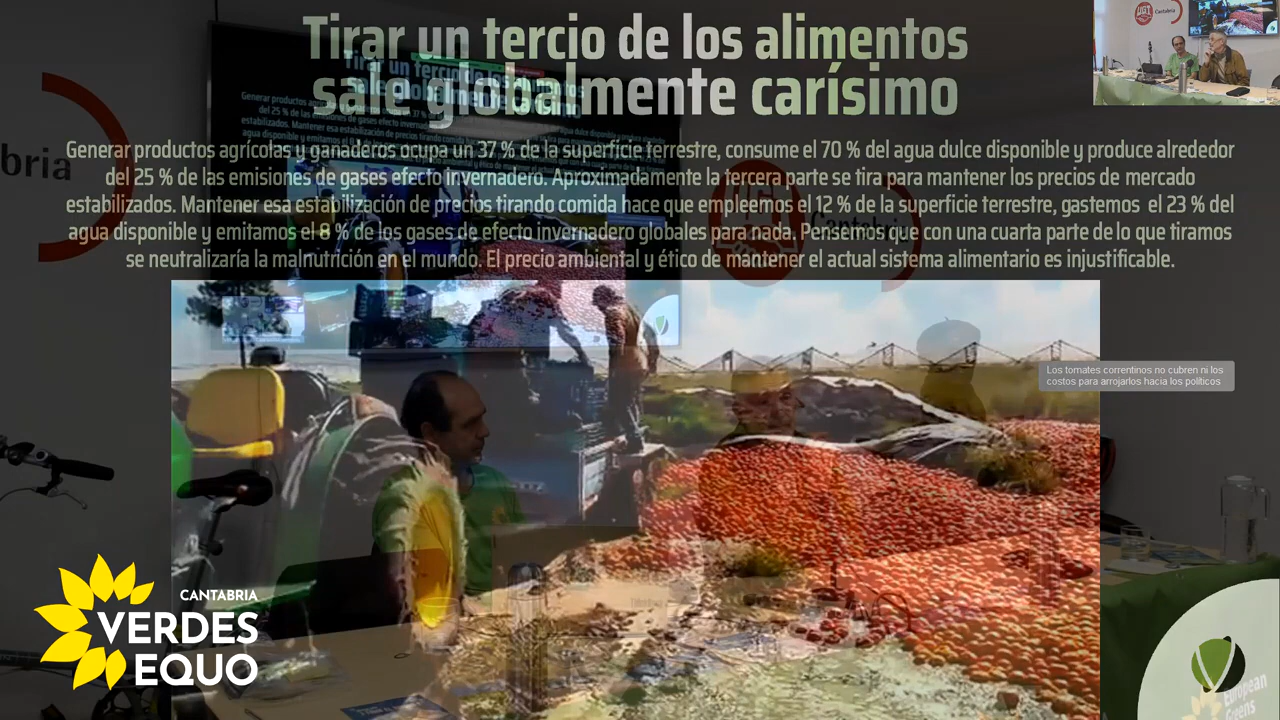 Tirar un tercio de los alimentos
sale globalmente carísimo
Generar productos agrícolas y ganaderos ocupa un 37 % de la superficie terrestre, consume el 70 % del agua dulce disponible y produce alrededor
del 25 % de las emisiones de gases efecto invernadero. Aproximadamente la tercera parte se tira para mantener los precios de mercado
estabilizados. Mantener esa estabilización de precios tirando comida hace que empleemos el 12 % de la superficie terrestre, gastemos el 23 % del
agua disponible y emitamos el 8 % de los gases de efecto invernadero globales para nada. Pensemos que con una cuarta parte de lo que tiramos
se neutralizaría la malnutrición en el mundo. El precio ambiental y ético de mantener el actual sistema alimentario es injustificable.
Los tomates correntinos no cubren ni los
costos para arrojarlos hacia los políticos
UGT
Cantabria
bria
UGT
Cantabria
CANTABRIA
VERDES
EQUO
European
Greens